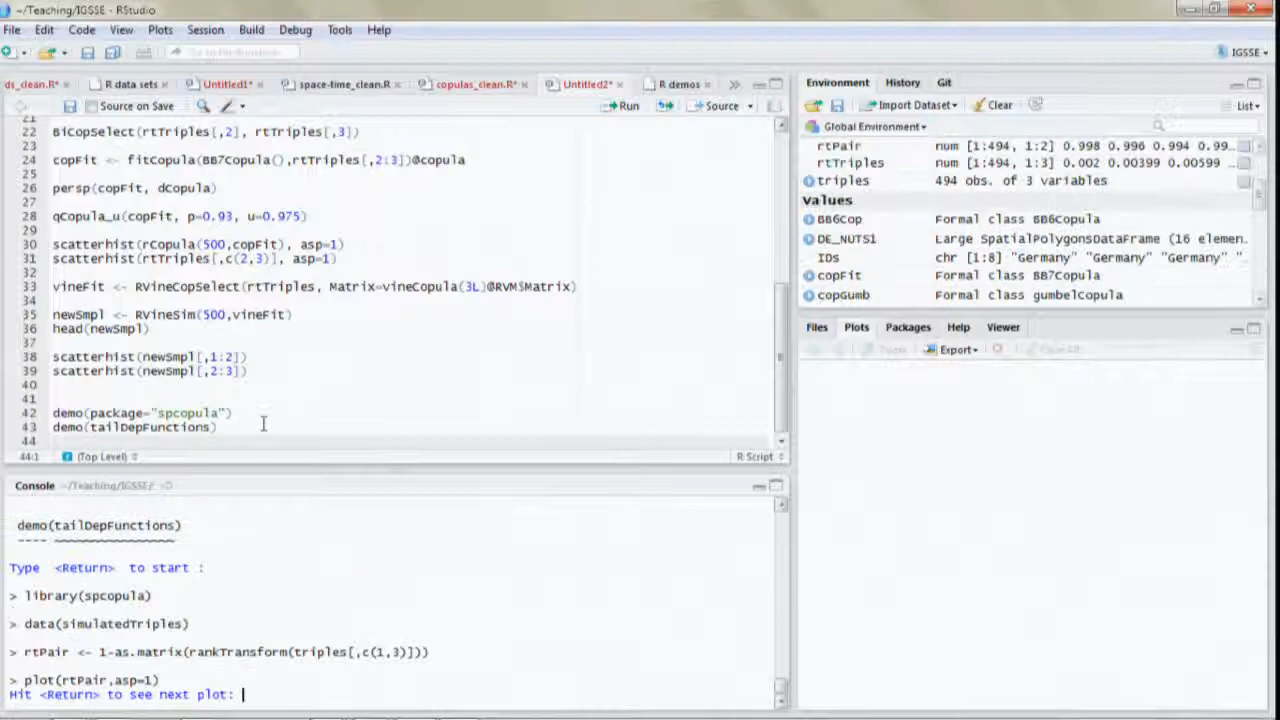 ~/Teaching/IGSSE - RStudio
File Edit Code View Plots Session Build Debug Tools Help
IGSSE
ds_clean.R* R data sets Untitled1* space-time_clean.R copulas_clean.R* Untitled2* R demos
Source on Save Run Source
21
22 BiCopSelect(rtTriples[,2], rtTriples[,3])
23
24 copFit <- fitCopula(BB7Copula(),rtTriples[,2:3])@copula
25
26 persp(copFit, dCopula)
27
28 qCopula_u(copFit, p=0.93, u=0.975)
29
30 scatterhist(rCopula(500,copFit), asp=1)
31 scatterhist(rtTriples[,c(2,3)], asp=1)
32
33 vineFit <- RVineCopSelect(rtTriples, Matrix=vineCopula(3L)@RVM$Matrix)
34
35 newSmpl <- RVineSim(500,vineFit)
36 head(newSmpl)
37
38 scatterhist(newSmpl[,1:2])
39 scatterhist(newSmpl[,2:3])
40
41
42 demo(package="spcopula")
43 demo(tailDepFunctions)
44
44:1 (Top Level) R Script
Console ~/Teaching/IGSSE/
demo(tailDepFunctions)
---- ~~~~~~~~~~~~~~~~
Type <Return> to start :
> library(spcopula)
> data(simulatedTriples)
> rtPair <- 1-as.matrix(rankTransform(triples[,c(1,3)]))
> plot(rtPair,asp=1)
Hit <Return> to see next plot:
Environment History Git
Import Dataset Clear List
Global Environment
rtPair num [1:494, 1:2] 0.998 0.996 0.994 0.99...
rtTriples num [1:494, 1:3] 0.002 0.00399 0.00599 ...
triples 494 obs. of 3 variables
Values
BB6Cop Formal class BB6Copula
DE_NUTS1 Large SpatialPolygonsDataFrame (16 elemen...
IDs chr [1:8] "Germany" "Germany" "Germany" "...
copFit Formal class BB7Copula
copGumb Formal class gumbelCopula
Files Plots Packages Help Viewer
Zoom Export Clear All